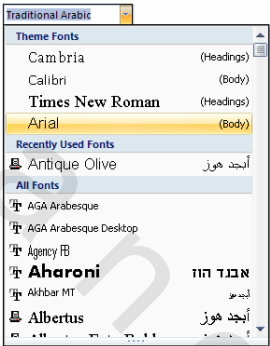 Traditional Arabic
Theme Fonts
Cambria (Headings)
Calibri (Body)
Times New Roman (Headings)
Arial (Body)
Recently Used Fonts
Antique Olive أبجد هوز
All Fonts
AGA Arabesque
AGA Arabesque Desktop
Agency FB
Aharoni אבגד הוז
Akhbar MT أبجد هوز
Albertus أبجد هوز